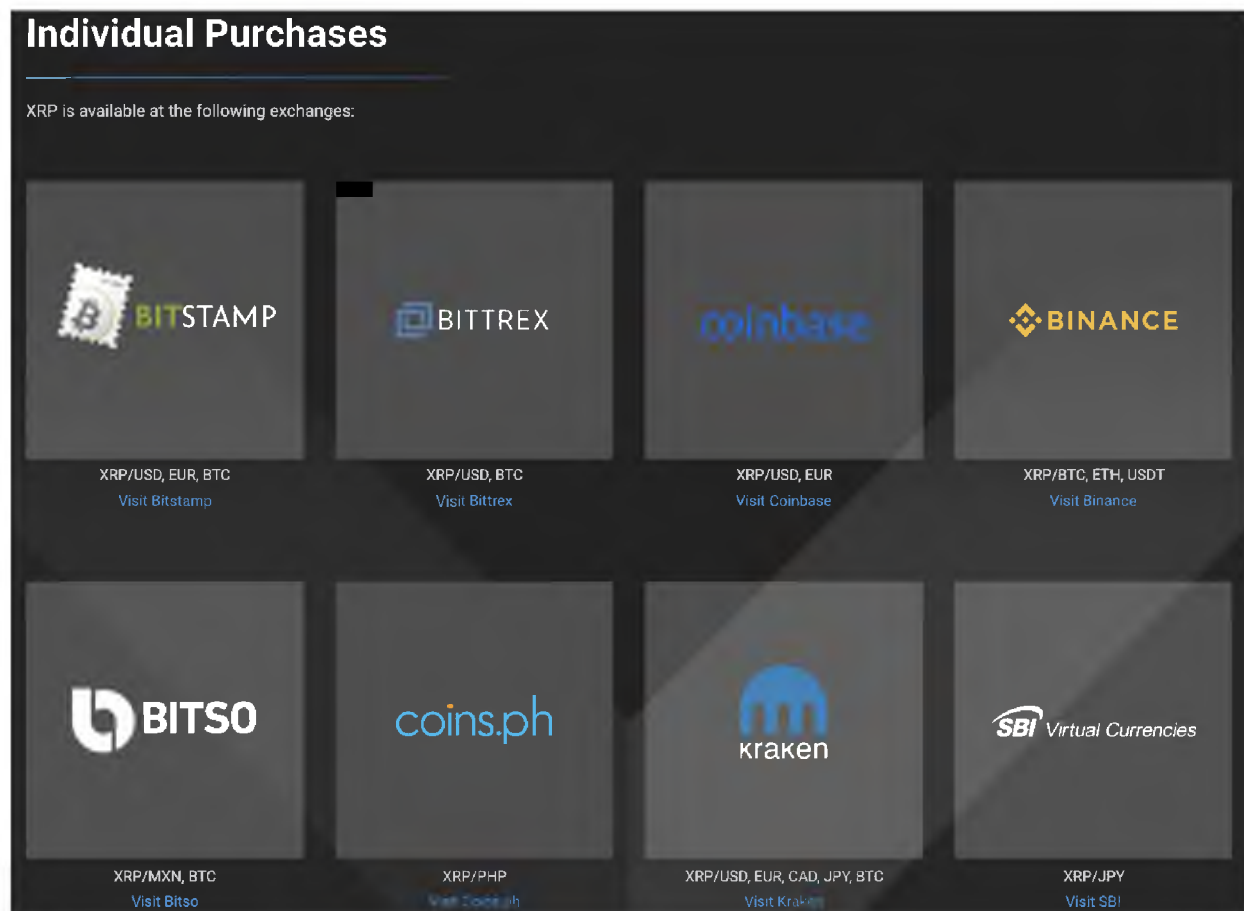 Individual Purchases
XRP is available at the following exchanges:
BITSTAMP
BITTREX
coinbase
BINANCE
XRP/USD, EUR, BTC
XRP/USD, BTC
XRP/USD, EUR
XRP/BTC, ETH, USDT
Visit Bitstamp
Visit Bittrex
Visit Coinbase
Visit Binance
BITSO
coins.ph
kraken
SBI Virtual Currencies
XRP/MXN, BTC
XRP/PHP
XRP/USD, EUR, CAD, JPY, BTC
XRP/JPY
Visit Bitso
Visit Coins.ph
Visit Kraken
Visit SBI